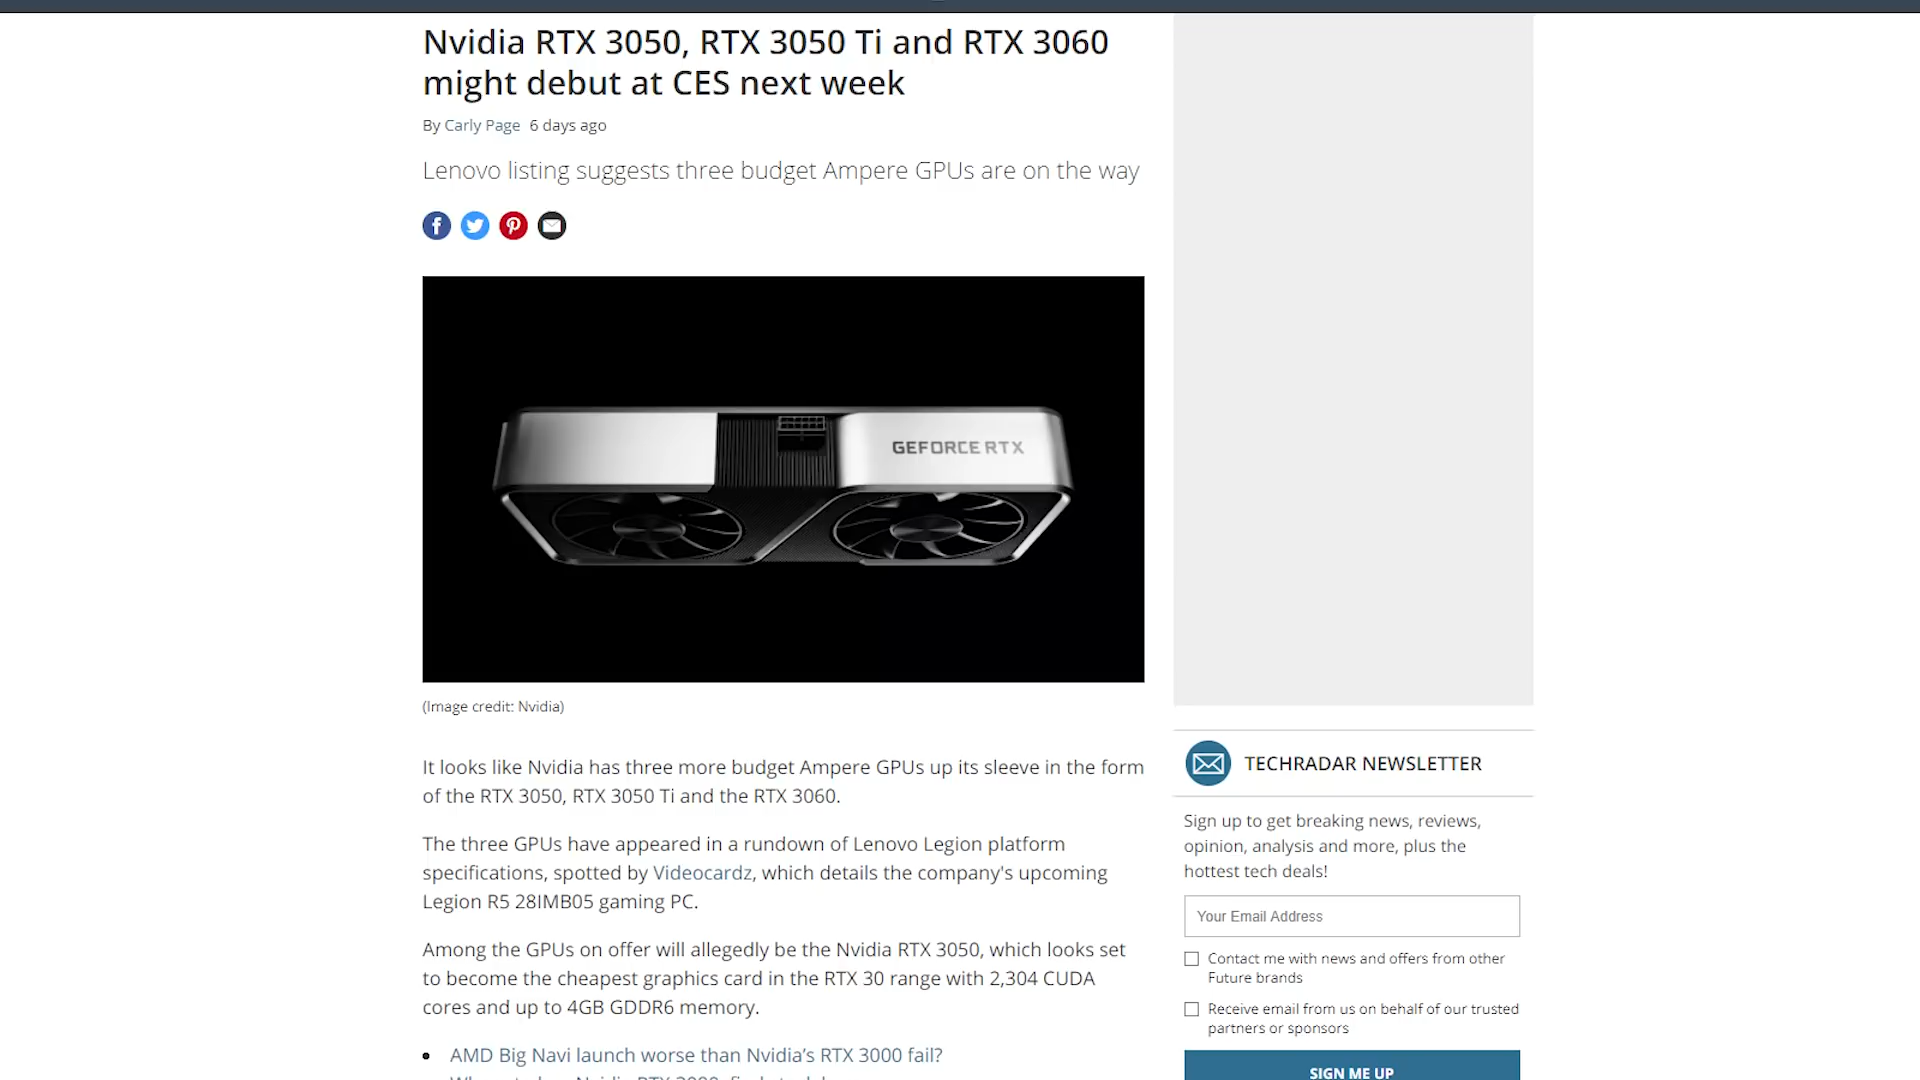 Nvidia RTX 3050, RTX 3050 Ti and RTX 3060
might debut at CES next week
By Carly Page 6 days ago
Lenovo listing suggests three budget Ampere GPUs are on the way
GEFORCE RTX
(Image credit: Nvidia)
It looks like Nvidia has three more budget Ampere GPUs up its sleeve in the form
of the RTX 3050, RTX 3050 Ti and the RTX 3060.
The three GPUs have appeared in a rundown of Lenovo Legion platform
specifications, spotted by Videocardz, which details the company's upcoming
Legion R5 28IMB05 gaming PC.
Among the GPUs on offer will allegedly be the Nvidia RTX 3050, which looks set
to become the cheapest graphics card in the RTX 30 range with 2,304 CUDA
cores and up to 4GB GDDR6 memory.
• AMD Big Navi launch worse than Nvidia’s RTX 3000 fail?
TECHRADAR NEWSLETTER
Sign up to get breaking news, reviews,
opinion, analysis and more, plus the
hottest tech deals!
Your Email Address
Contact me with news and offers from other
Future brands
Receive email from us on behalf of our trusted
partners or sponsors
SIGN ME UP